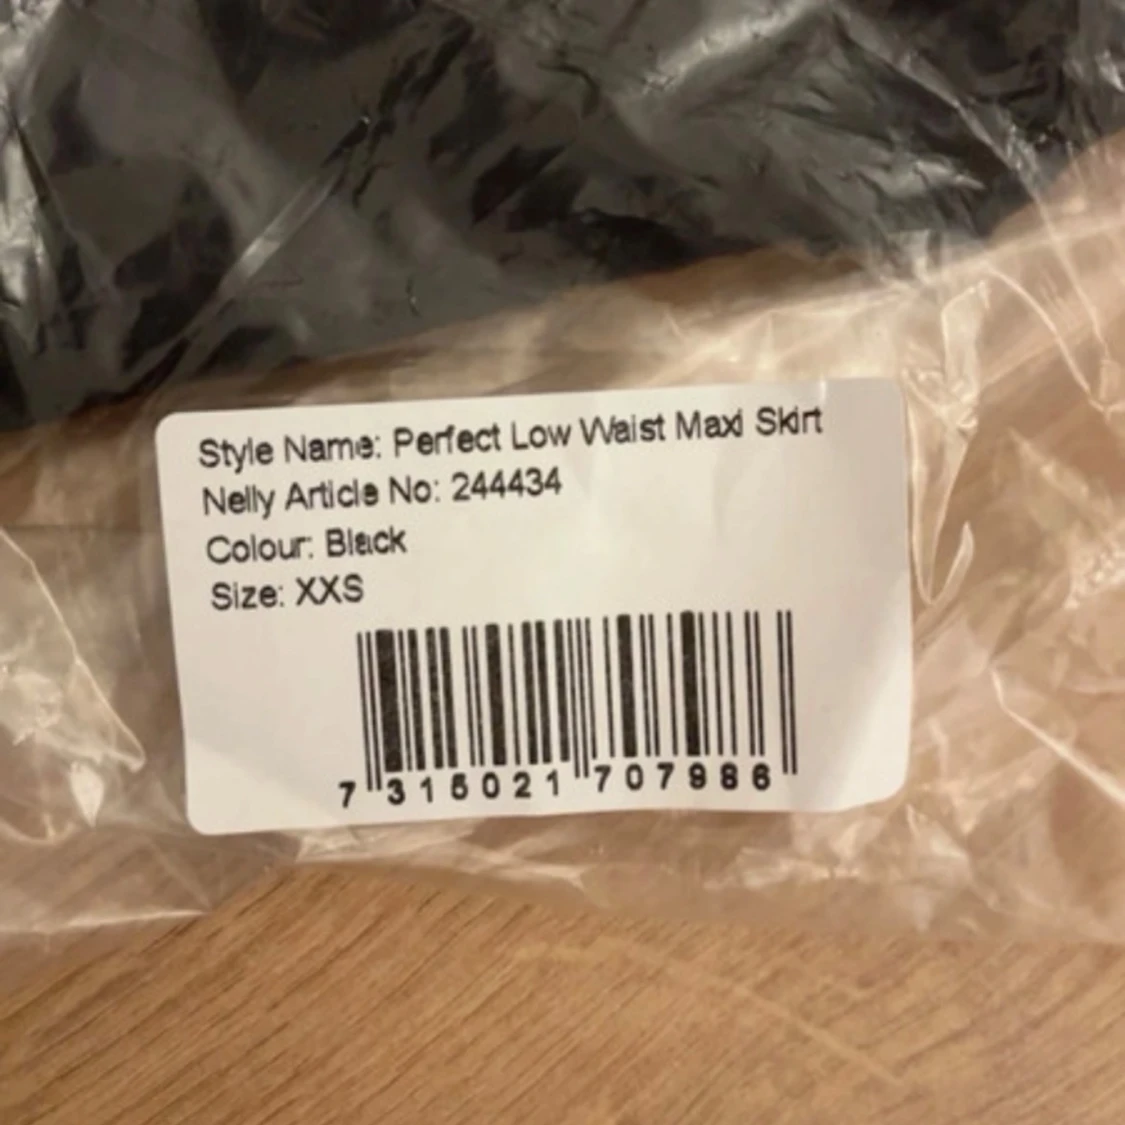 Style Name: Perfect Low Waist Maxi Skirt
Nelly Article No: 244434
Colour: Black
Size: XXS
7 315021 707986